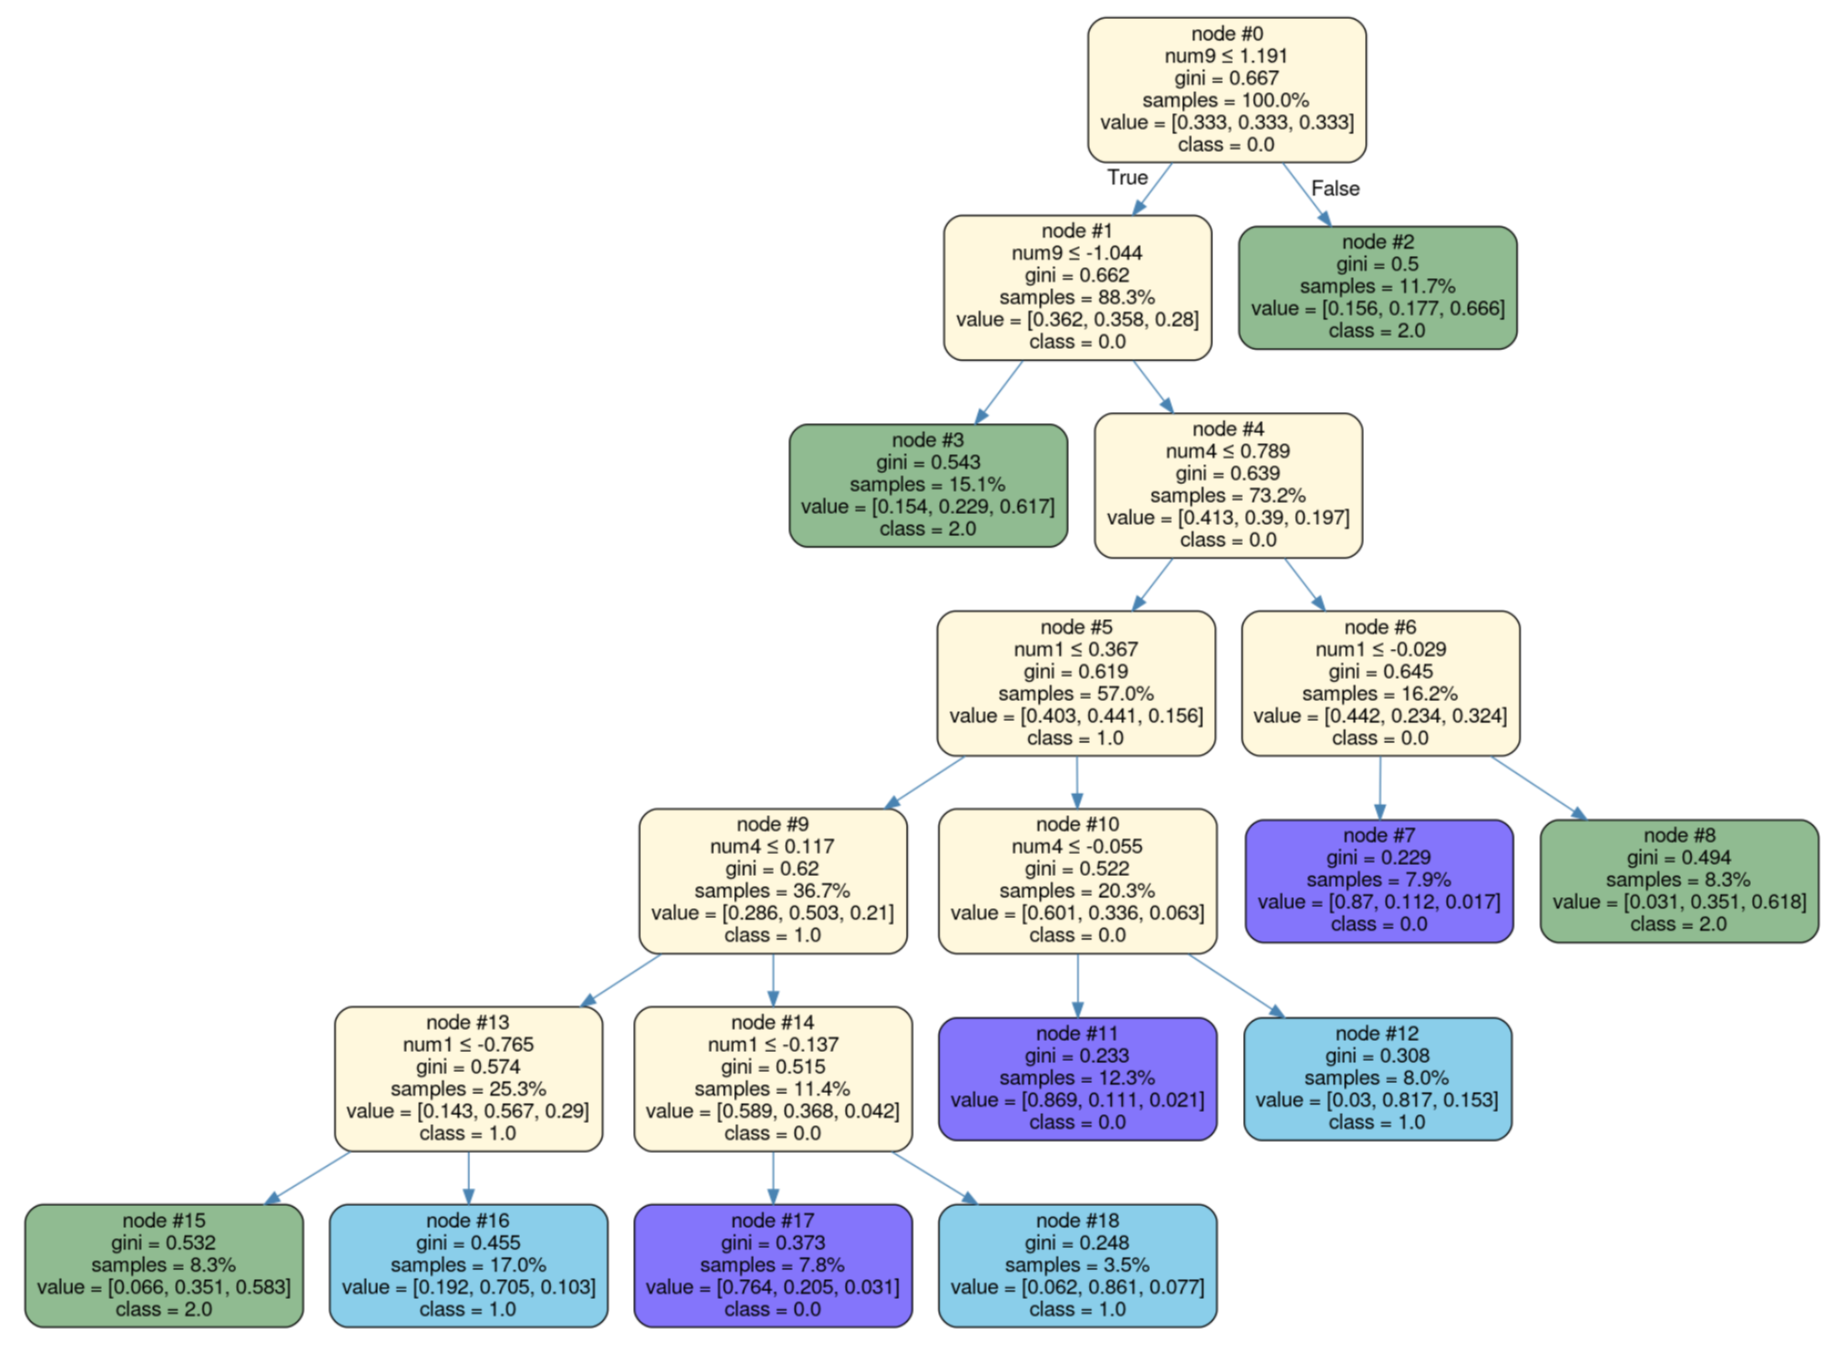 node #0
num9 ≤ 1.191
gini = 0.667
samples = 100.0%
value = [0.333, 0.333, 0.333]
class = 0.0
True
False
node #1
num9 ≤ -1.044
gini = 0.662
samples = 88.3%
value = [0.362, 0.358, 0.28]
class = 0.0
node #2
gini = 0.5
samples = 11.7%
value = [0.156, 0.177, 0.666]
class = 2.0
node #3
gini = 0.543
samples = 15.1%
value = [0.154, 0.229, 0.617]
class = 2.0
node #4
num4 ≤ 0.789
gini = 0.639
samples = 73.2%
value = [0.413, 0.39, 0.197]
class = 0.0
node #5
num1 ≤ 0.367
gini = 0.619
samples = 57.0%
value = [0.403, 0.441, 0.156]
class = 1.0
node #6
num1 ≤ -0.029
gini = 0.645
samples = 16.2%
value = [0.442, 0.234, 0.324]
class = 0.0
node #9
num4 ≤ 0.117
gini = 0.62
samples = 36.7%
value = [0.286, 0.503, 0.21]
class = 1.0
node #10
num4 ≤ -0.055
gini = 0.522
samples = 20.3%
value = [0.601, 0.336, 0.063]
class = 0.0
node #7
gini = 0.229
samples = 7.9%
value = [0.87, 0.112, 0.017]
class = 0.0
node #8
gini = 0.494
samples = 8.3%
value = [0.031, 0.351, 0.618]
class = 2.0
node #13
num1 ≤ -0.765
gini = 0.574
samples = 25.3%
value = [0.143, 0.567, 0.29]
class = 1.0
node #14
num1 ≤ -0.137
gini = 0.515
samples = 11.4%
value = [0.589, 0.368, 0.042]
class = 0.0
node #11
gini = 0.233
samples = 12.3%
value = [0.869, 0.111, 0.021]
class = 0.0
node #12
gini = 0.308
samples = 8.0%
value = [0.03, 0.817, 0.153]
class = 1.0
node #15
gini = 0.532
samples = 8.3%
value = [0.066, 0.351, 0.583]
class = 2.0
node #16
gini = 0.455
samples = 17.0%
value = [0.192, 0.705, 0.103]
class = 1.0
node #17
gini = 0.373
samples = 7.8%
value = [0.764, 0.205, 0.031]
class = 0.0
node #18
gini = 0.248
samples = 3.5%
value = [0.062, 0.861, 0.077]
class = 1.0